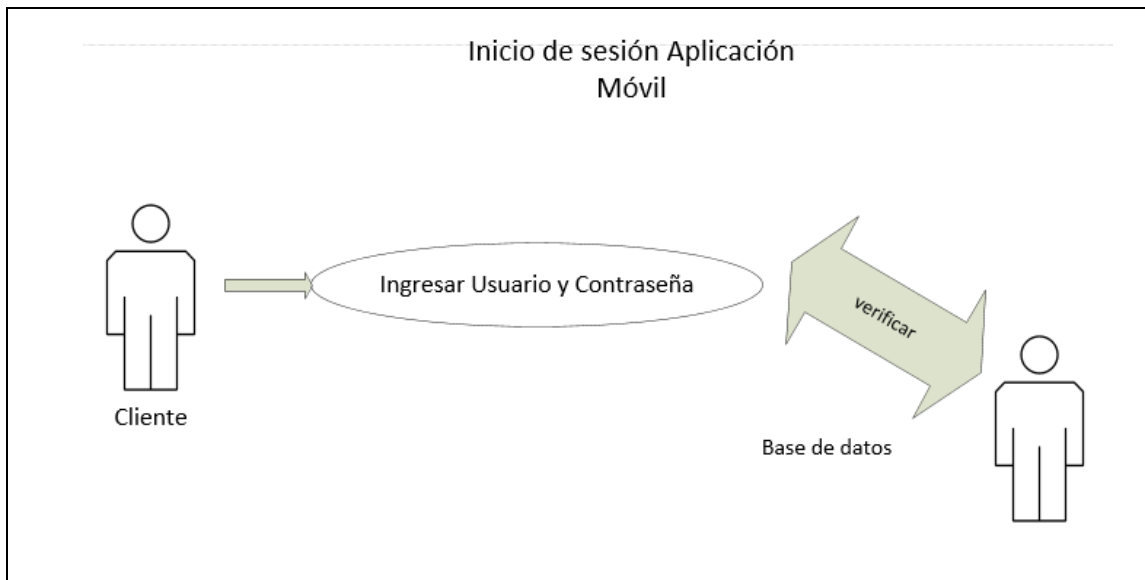 Inicio de sesión Aplicación
Móvil
Ingresar Usuario y Contraseña
verificar
Cliente
Base de datos